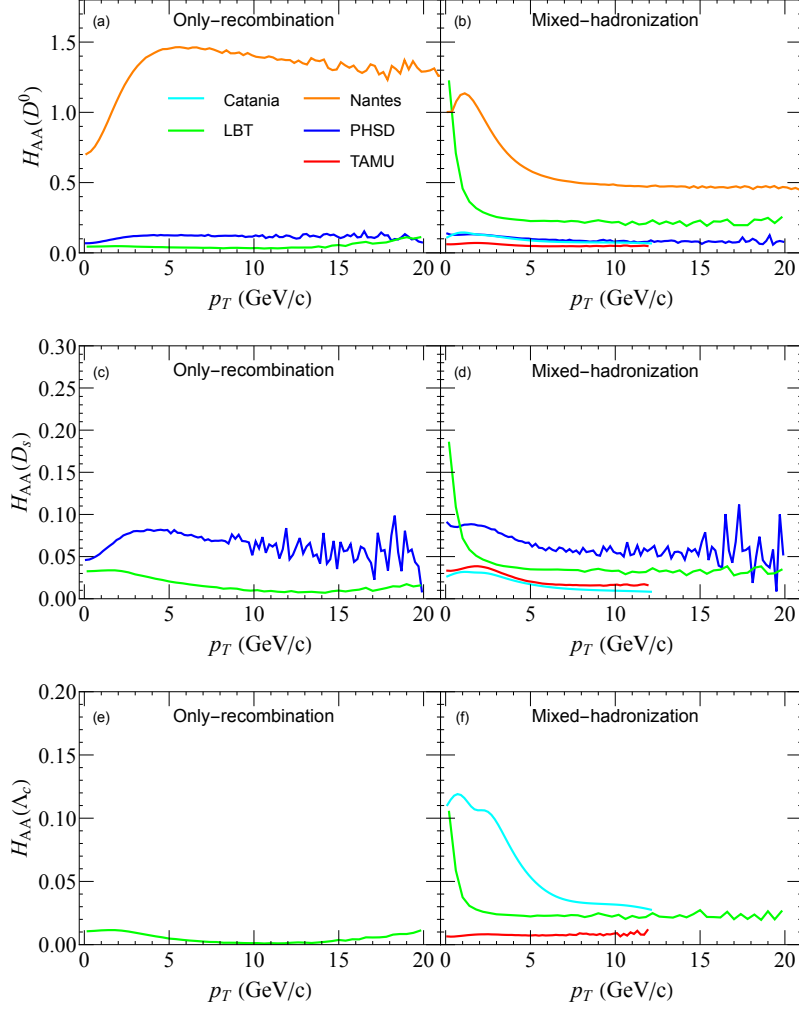 (a) Only−recombination
(b) Mixed−hadronization
H_AA(D^0)
1.5
1.0
0.5
0.0
Catania
LBT
Nantes
PHSD
TAMU
0 5 10 15 20
0 5 10 15 20
p_T (GeV/c)
p_T (GeV/c)
(c) Only−recombination
(d) Mixed−hadronization
H_AA(D_s)
0.30
0.25
0.20
0.15
0.10
0.05
0.00
0 5 10 15 20
0 5 10 15 20
p_T (GeV/c)
p_T (GeV/c)
(e) Only−recombination
(f) Mixed−hadronization
H_AA(Λ_c)
0.20
0.15
0.10
0.05
0.00
0 5 10 15 20
0 5 10 15 20
p_T (GeV/c)
p_T (GeV/c)